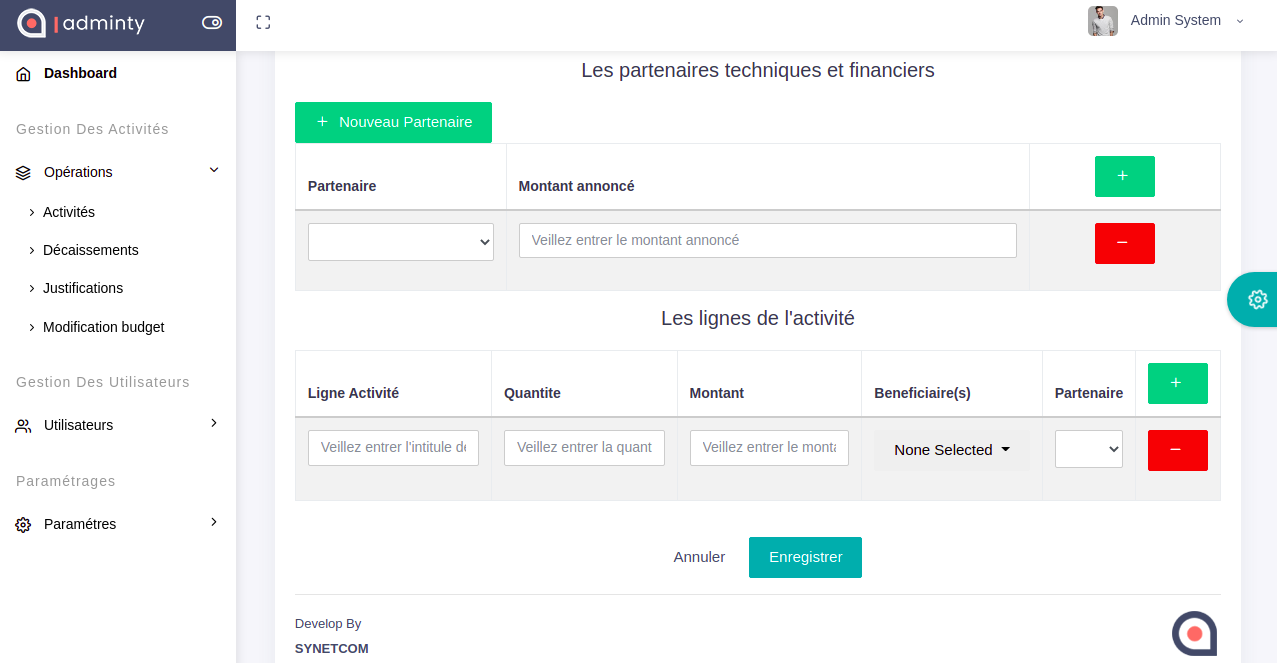 adminty
Admin System
Dashboard
Gestion Des Activités
Opérations
Activités
Décaissements
Justifications
Modification budget
Gestion Des Utilisateurs
Utilisateurs
Paramétrages
Paramétres
Les partenaires techniques et financiers
+ Nouveau Partenaire
Partenaire Montant annoncé +
Veillez entrer le montant annoncé −
Les lignes de l'activité
Ligne Activité Quantite Montant Beneficiaire(s) Partenaire +
Veillez entrer l'intitule de Veillez entrer la quant Veillez entrer le monta None Selected −
Annuler Enregistrer
Develop By
SYNETCOM